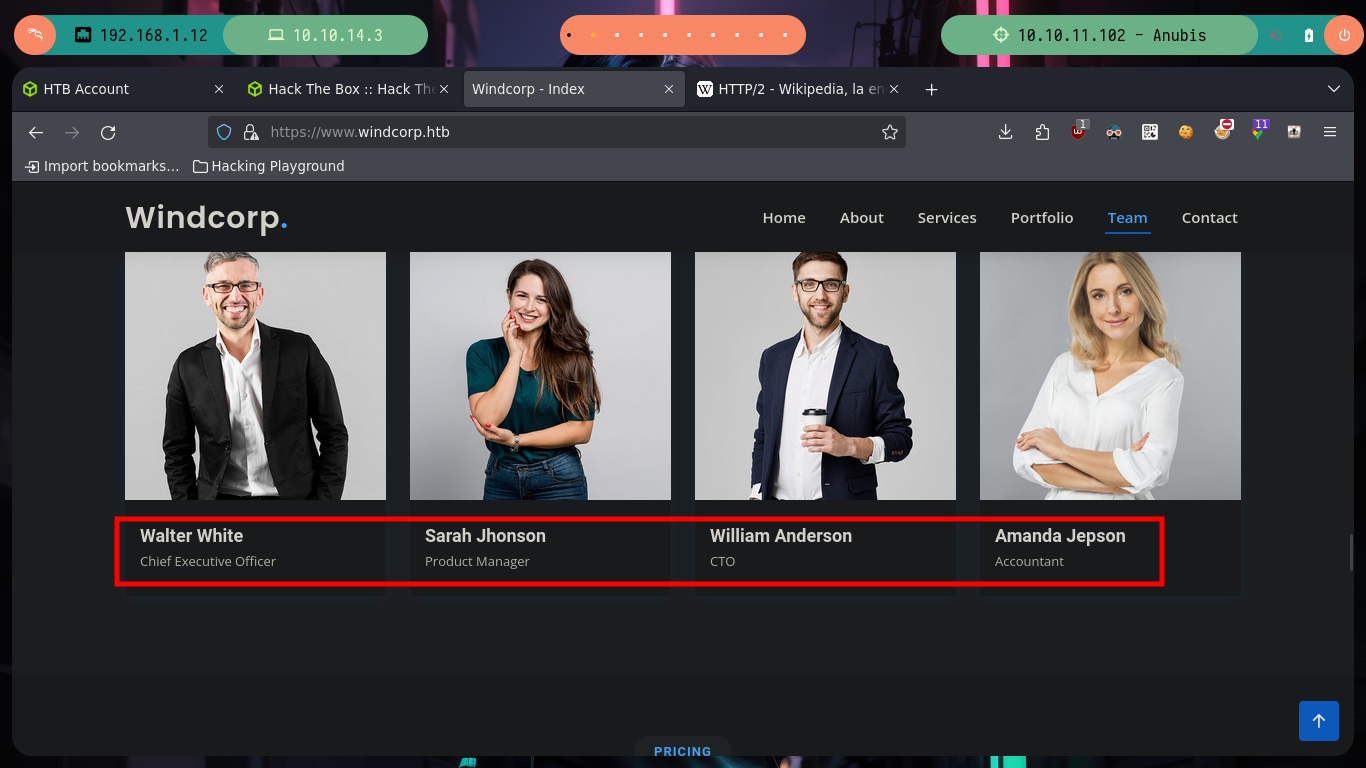 192.168.1.12 10.10.14.3 10.10.11.102 - Anubis
HTB Account Hack The Box :: Hack The Windcorp - Index HTTP/2 - Wikipedia, la en
https://www.windcorp.htb 1 11
Import bookmarks... Hacking Playground
Windcorp. Home About Services Portfolio Team Contact
Walter White Sarah Jhonson William Anderson Amanda Jepson
Chief Executive Officer Product Manager CTO Accountant
PRICING